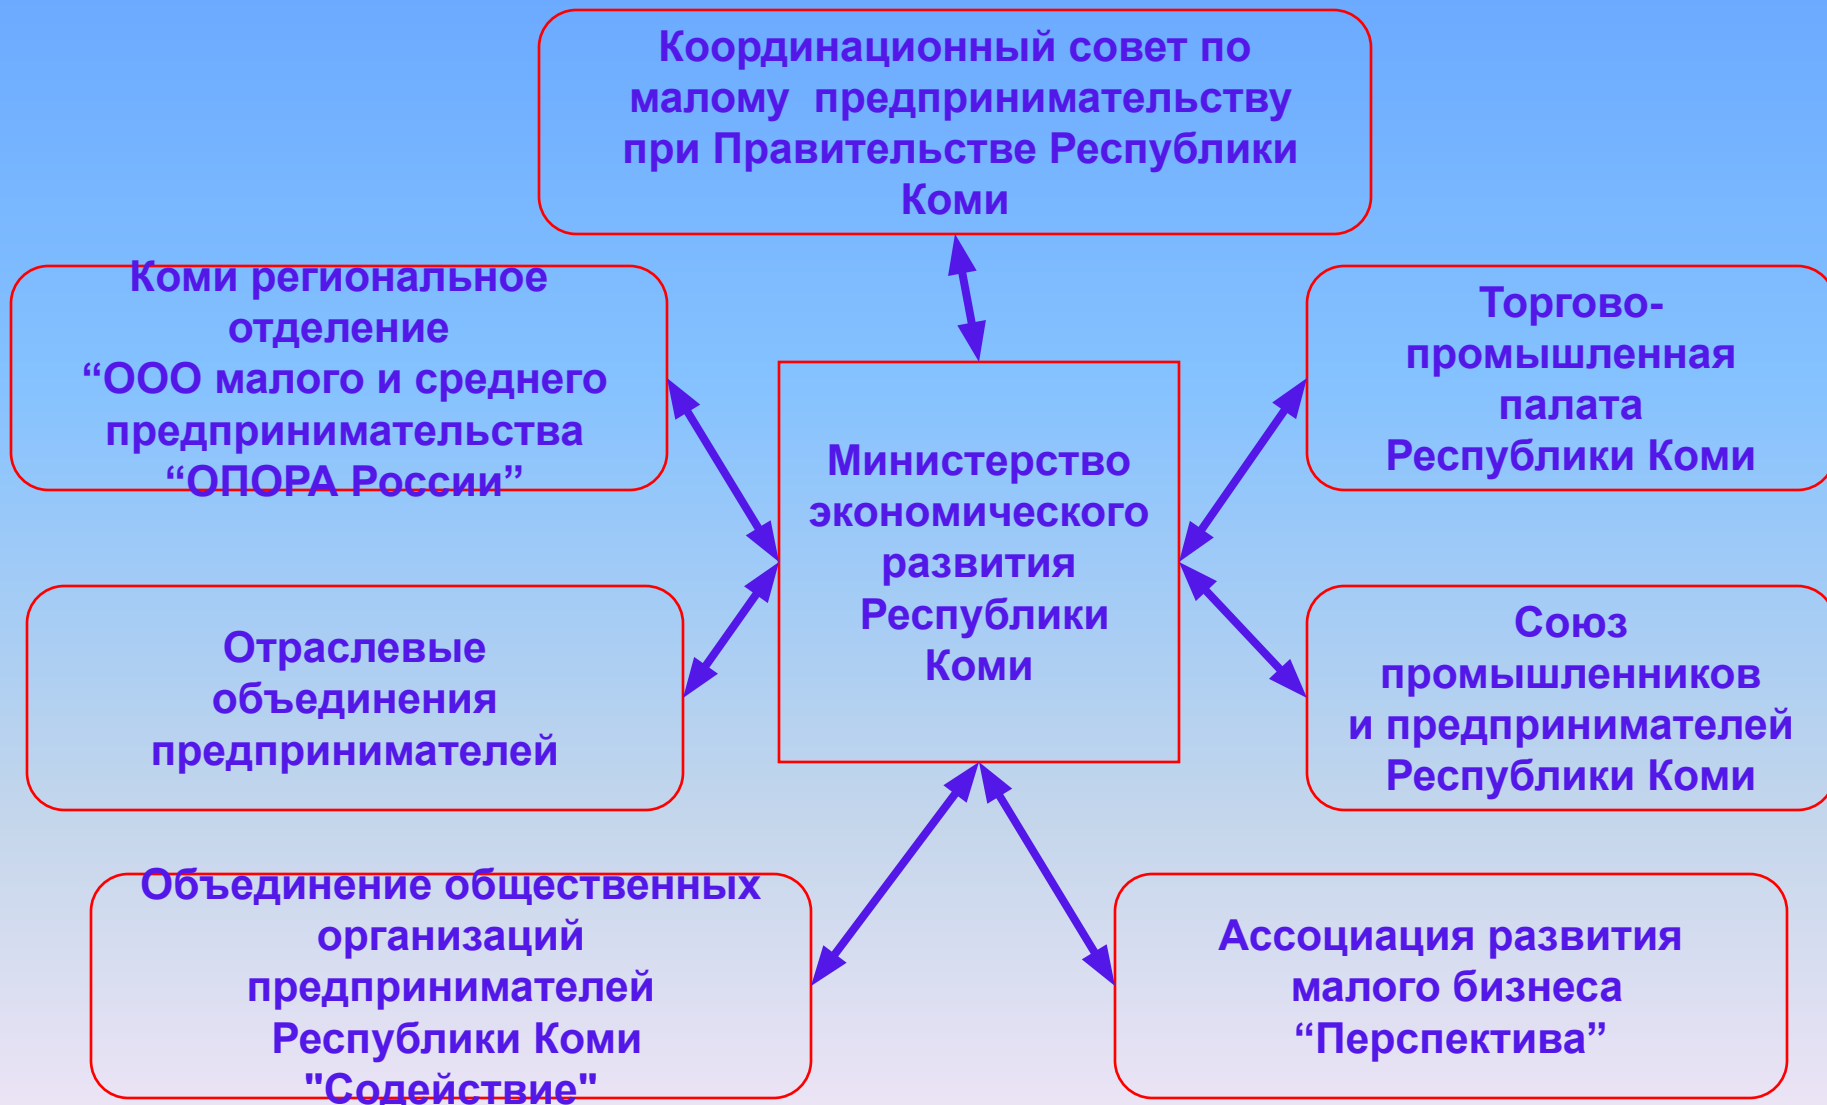 Координационный совет по
малому  предпринимательству
при Правительстве Республики
Коми
Коми региональное
отделение
“ООО малого и среднего
предпринимательства
“ОПОРА России”
Торгово-
промышленная
палата
Республики Коми
Министерство
экономического
развития
Республики
Коми
Отраслевые
объединения
предпринимателей
Союз
промышленников
и предпринимателей
Республики Коми
Объединение общественных
организаций
предпринимателей
Республики Коми
"Содействие"
Ассоциация развития
малого бизнеса
“Перспектива”